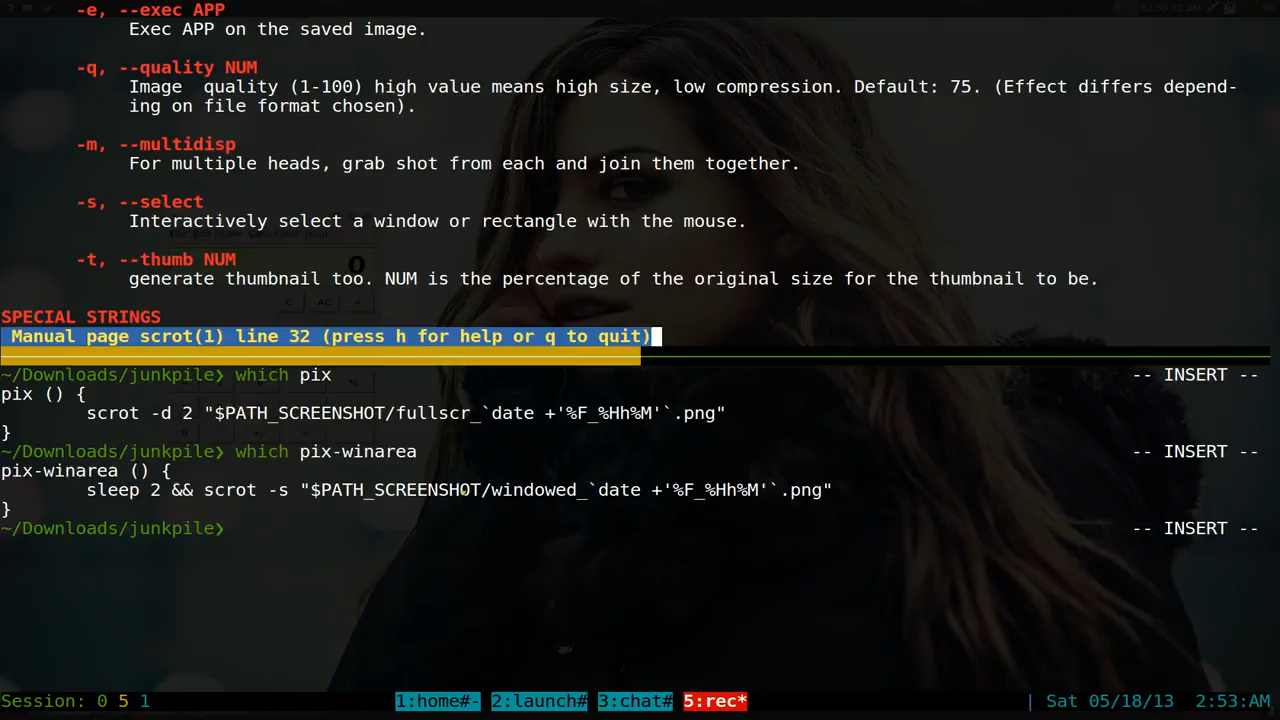 -e, --exec APP
Exec APP on the saved image.
-q, --quality NUM
Image  quality (1-100) high value means high size, low compression. Default: 75. (Effect differs depend-
ing on file format chosen).
-m, --multidisp
For multiple heads, grab shot from each and join them together.
-s, --select
Interactively select a window or rectangle with the mouse.
-t, --thumb NUM
generate thumbnail too. NUM is the percentage of the original size for the thumbnail to be.
SPECIAL STRINGS
Manual page scrot(1) line 32 (press h for help or q to quit)
~/Downloads/junkpile❯ which pix -- INSERT --
pix () {
scrot -d 2 "$PATH_SCREENSHOT/fullscr_`date +'%F_%Hh%M'`.png"
}
~/Downloads/junkpile❯ which pix-winarea -- INSERT --
pix-winarea () {
sleep 2 && scrot -s "$PATH_SCREENSHOT/windowed_`date +'%F_%Hh%M'`.png"
}
~/Downloads/junkpile❯ -- INSERT --
Session: 0 5 1 1:home#- 2:launch# 3:chat# 5:rec* | Sat 05/18/13 2:53:AM